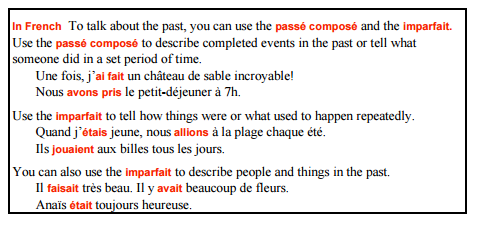 In French To talk about the past, you can use the passé composé and the imparfait.
Use the passé composé to describe completed events in the past or tell what
someone did in a set period of time.
Une fois, j'ai fait un château de sable incroyable!
Nous avons pris le petit-déjeuner à 7h.
Use the imparfait to tell how things were or what used to happen repeatedly.
Quand j'étais jeune, nous allions à la plage chaque été.
Ils jouaient aux billes tous les jours.
You can also use the imparfait to describe people and things in the past.
Il faisait très beau. Il y avait beaucoup de fleurs.
Anaïs était toujours heureuse.